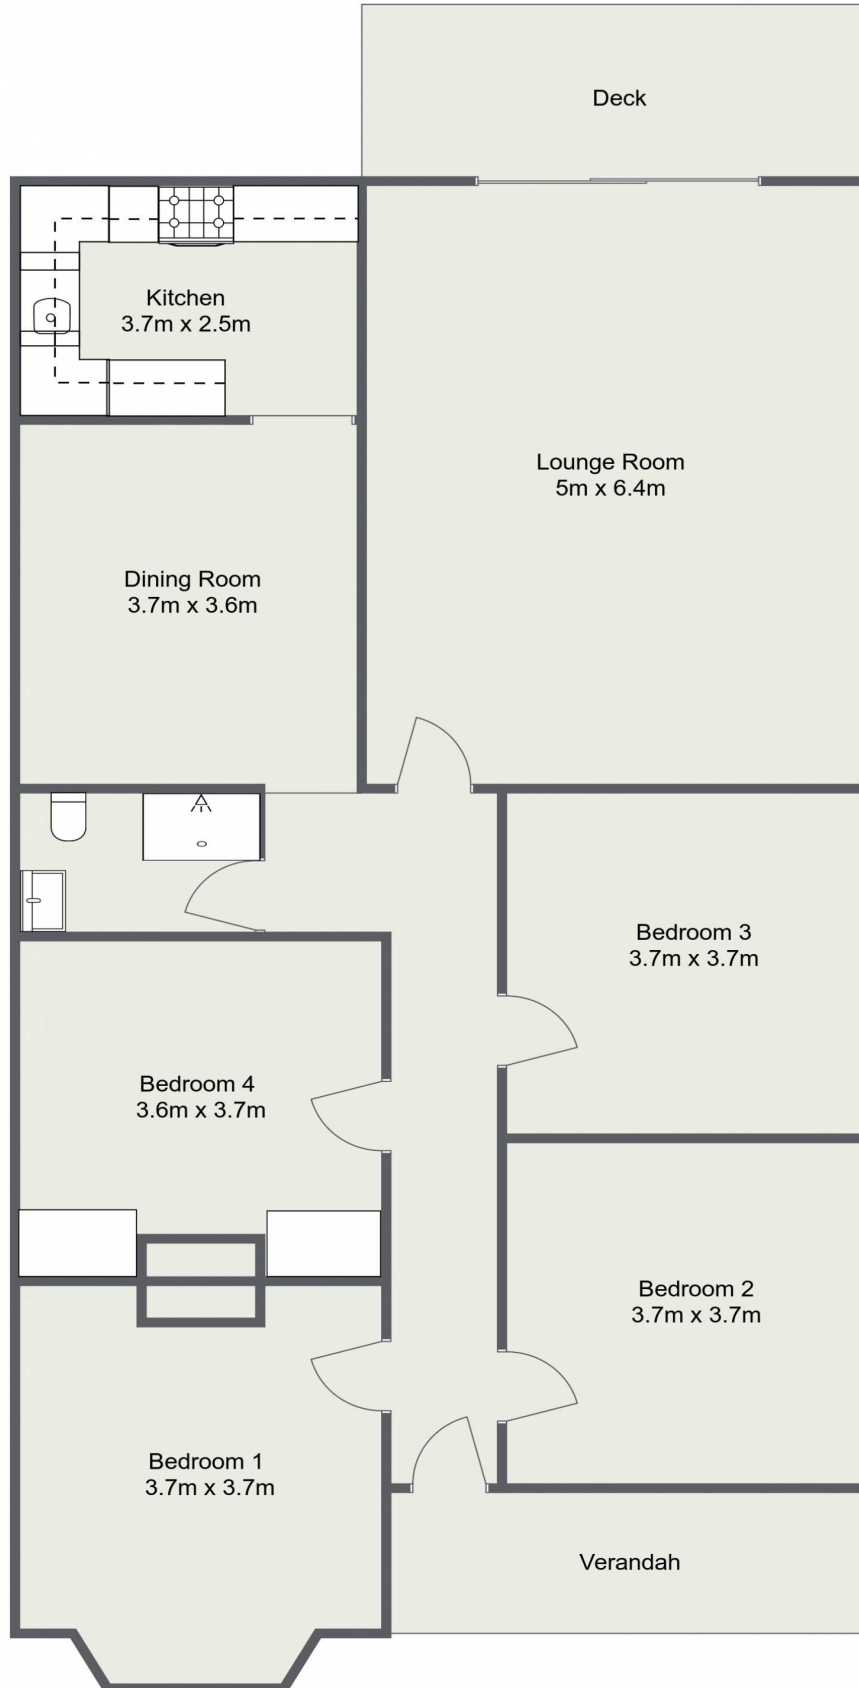 Deck
Kitchen
3.7m x 2.5m
Lounge Room
5m x 6.4m
Dining Room
3.7m x 3.6m
Bedroom 3
3.7m x 3.7m
Bedroom 4
3.6m x 3.7m
Bedroom 2
3.7m x 3.7m
Bedroom 1
3.7m x 3.7m
Verandah